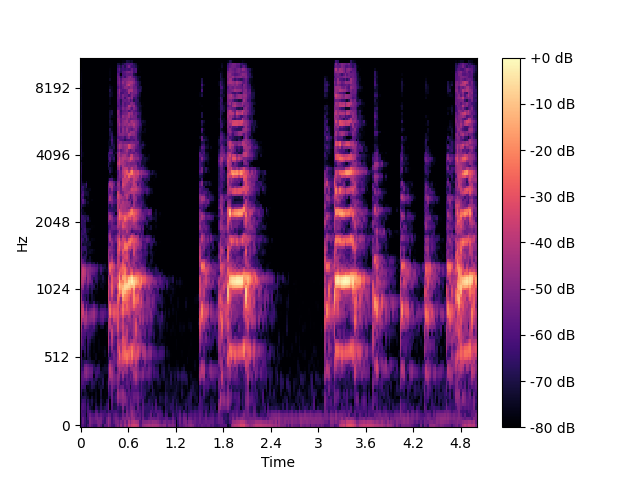 8192
4096
2048
1024
512
0
Hz
0 0.6 1.2 1.8 2.4 3 3.6 4.2 4.8
Time
+0 dB
-10 dB
-20 dB
-30 dB
-40 dB
-50 dB
-60 dB
-70 dB
-80 dB